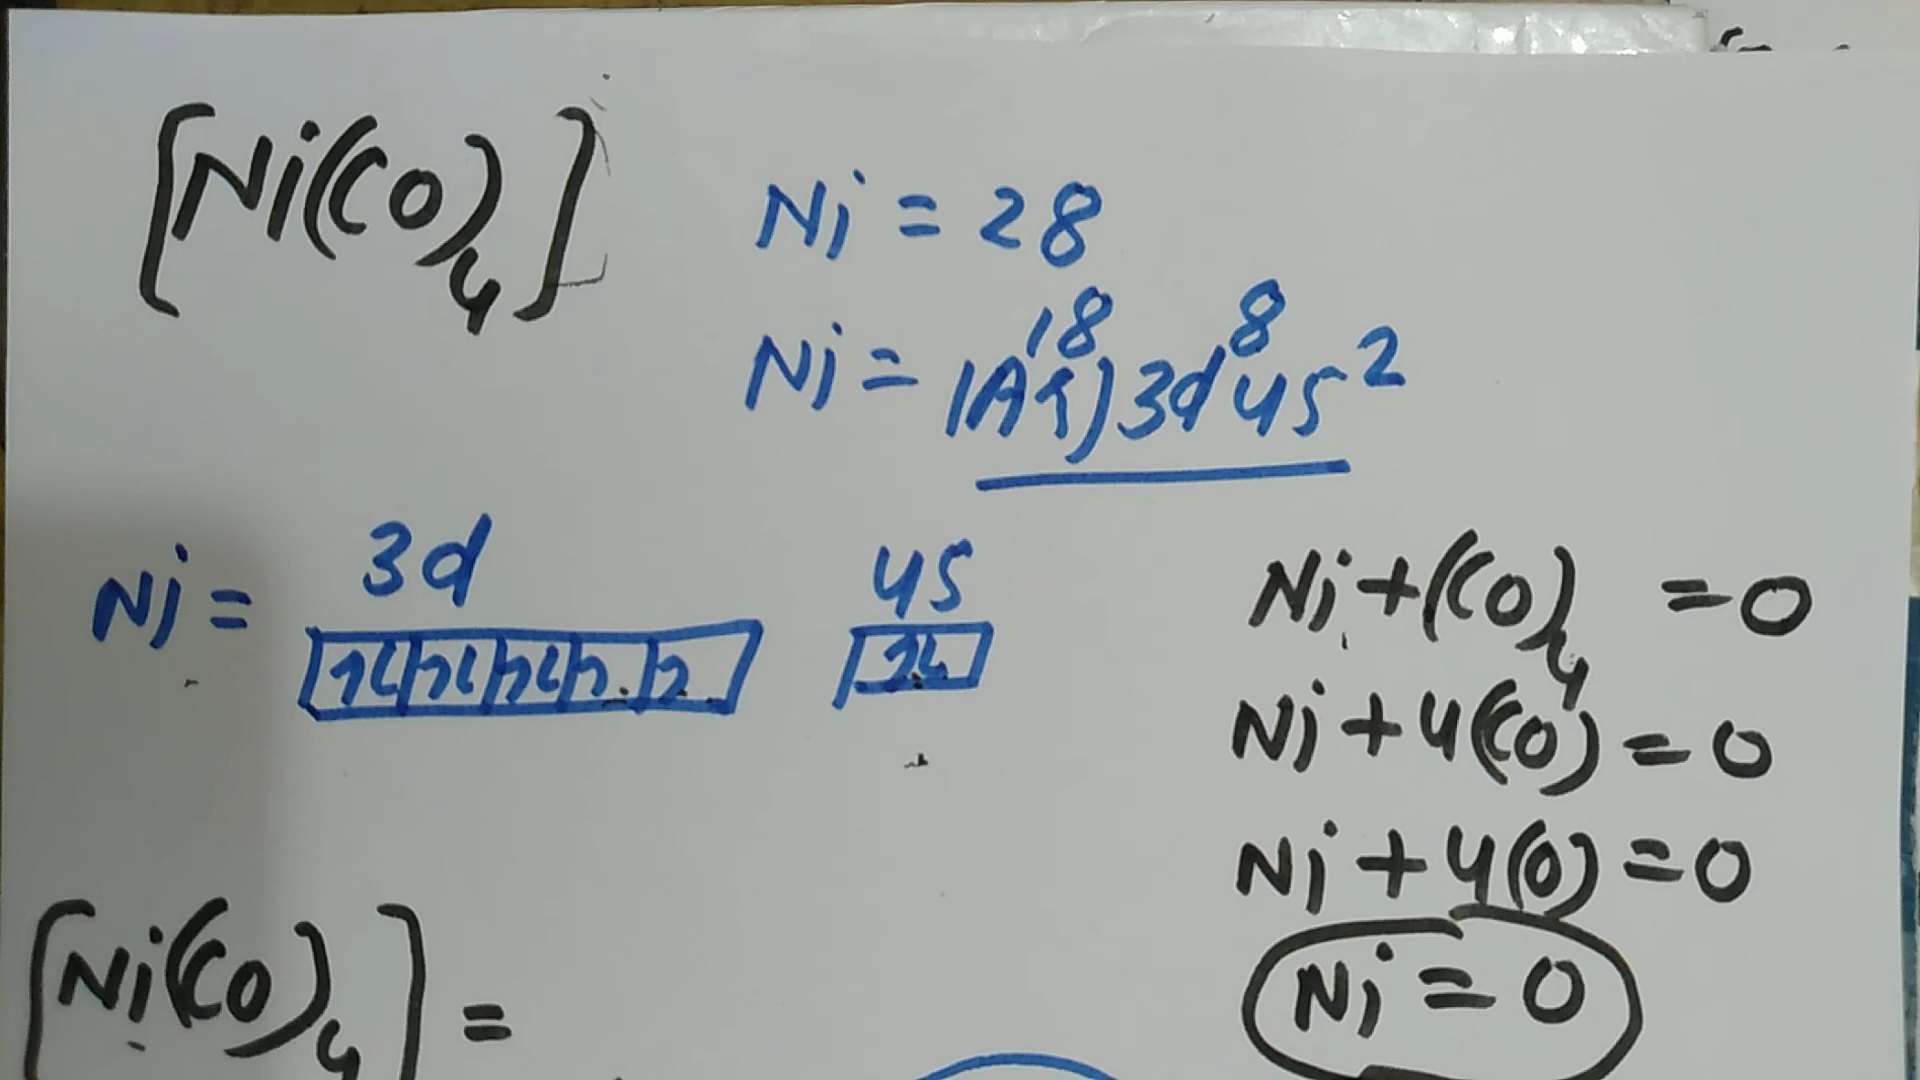 [Ni(CO)4]
Ni = 28
Ni = (Ar)18 3d8 4s2
3d 4s
Ni =
Ni + (CO)4 = 0
Ni + 4(CO) = 0
Ni + 4(0) = 0
Ni = 0
[Ni(CO)4] =